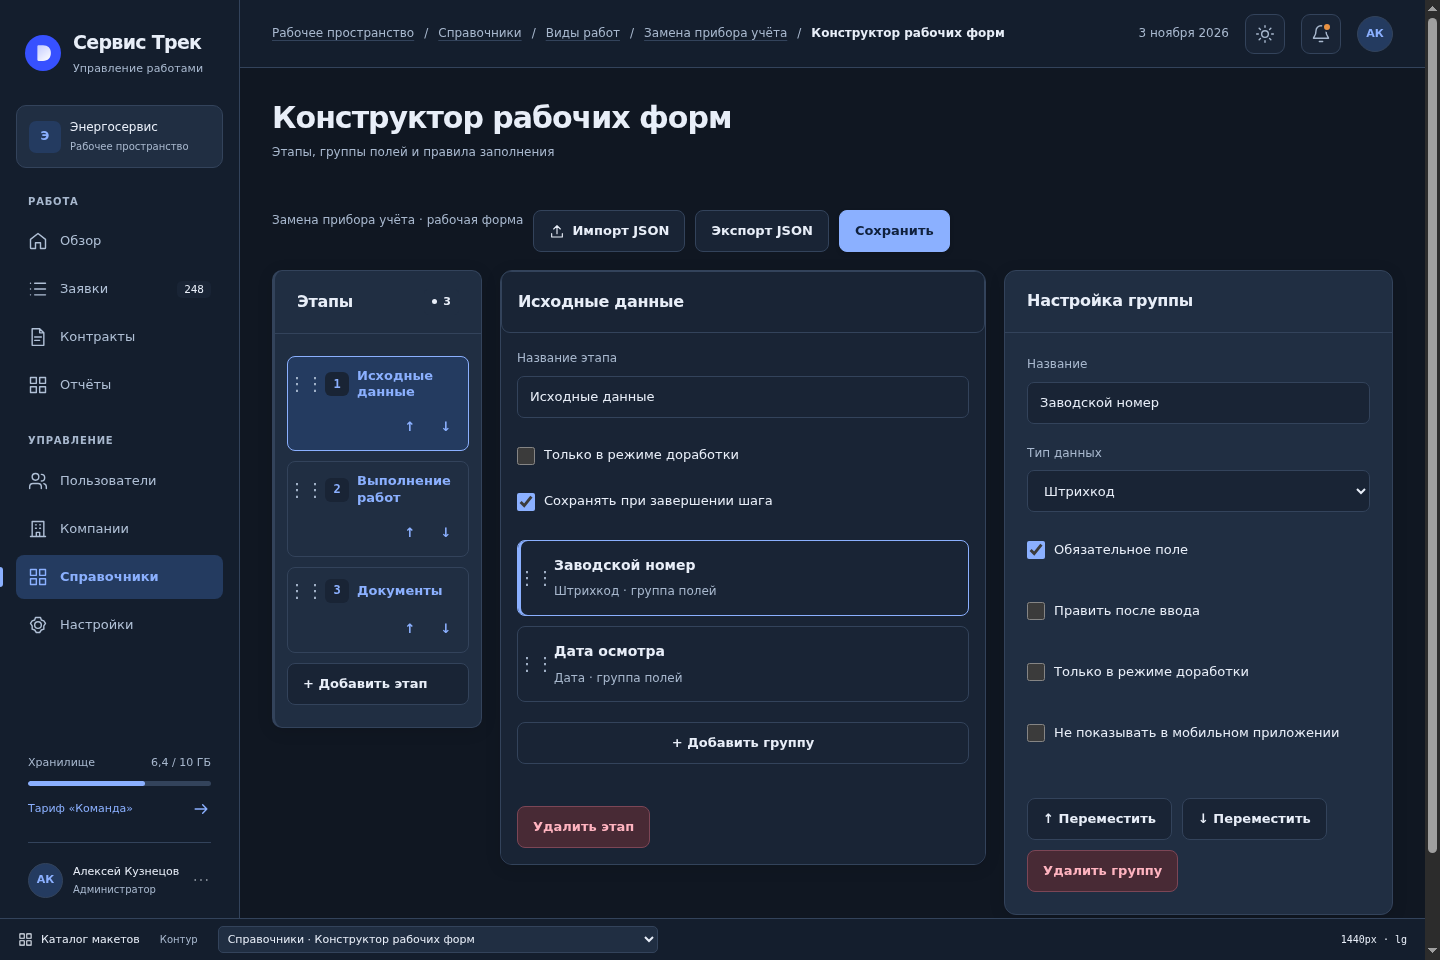 Сервис Трек
Управление работами
Э
Энергосервис
Рабочее пространство
РАБОТА
Обзор
Заявки 248
Контракты
Отчёты
УПРАВЛЕНИЕ
Пользователи
Компании
Справочники
Настройки
Хранилище 6,4 / 10 ГБ
Тариф «Команда» →
АК
Алексей Кузнецов
Администратор
...
Рабочее пространство / Справочники / Виды работ / Замена прибора учёта / Конструктор рабочих форм
3 ноября 2026
АК
Конструктор рабочих форм
Этапы, группы полей и правила заполнения
Замена прибора учёта · рабочая форма
Импорт JSON
Экспорт JSON
Сохранить
Этапы • 3
1 Исходные
данные
↑ ↓
2 Выполнение
работ
↑ ↓
3 Документы
↑ ↓
+ Добавить этап
Исходные данные
Название этапа
Исходные данные
Только в режиме доработки
Сохранять при завершении шага
Заводской номер
Штрихкод · группа полей
Дата осмотра
Дата · группа полей
+ Добавить группу
Удалить этап
Настройка группы
Название
Заводской номер
Тип данных
Штрихкод
Обязательное поле
Править после ввода
Только в режиме доработки
Не показывать в мобильном приложении
↑ Переместить
↓ Переместить
Удалить группу
Каталог макетов
Контур
Справочники · Конструктор рабочих форм
1440px · lg